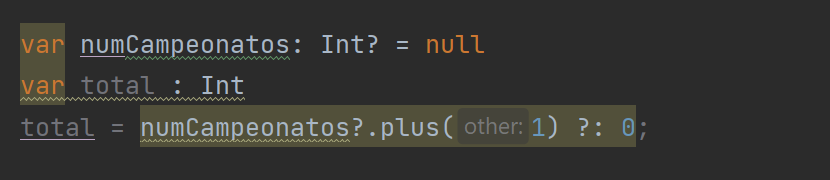 var numCampeonatos: Int? = null
var total : Int
total = numCampeonatos?.plus( other: 1) ?: 0;